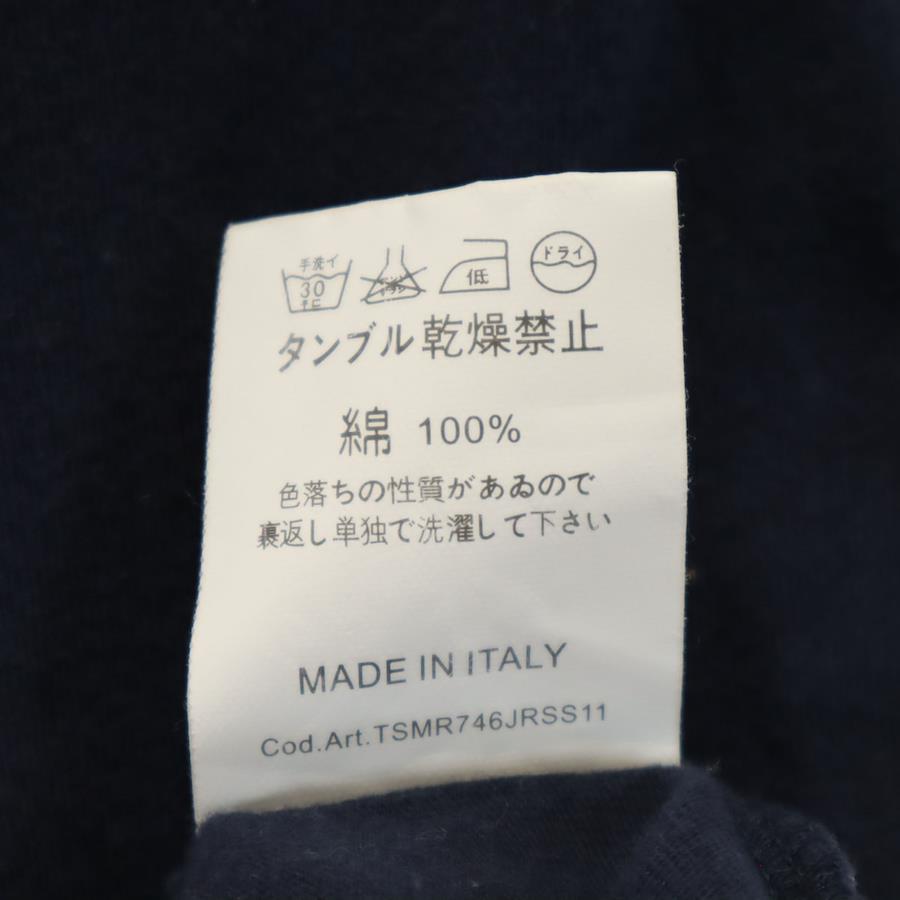 手洗イ 30 低 ドライ
タンブル乾燥禁止
綿 100%
色落ちの性質があゐので
裏返し単独で洗濯して下さい
MADE IN ITALY
Cod.Art.TSMR746JRSS11